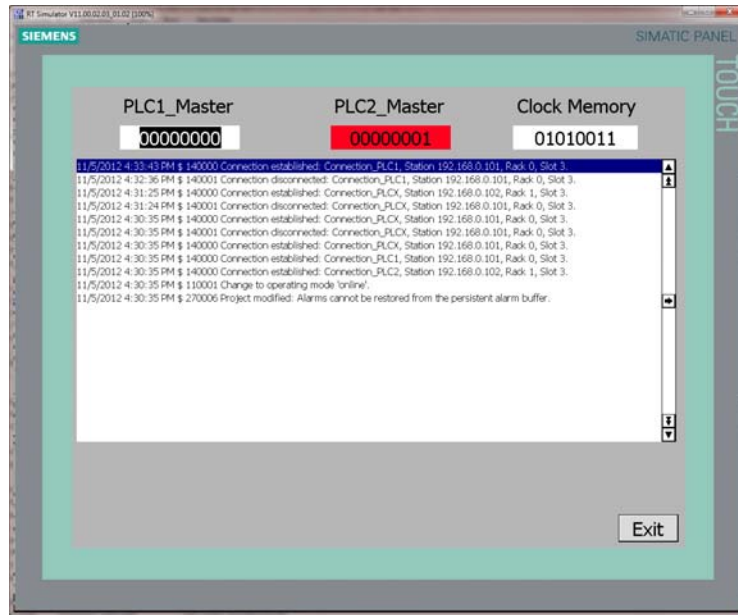 RT Simulator V11.00.02.03_01.02 [100%]
SIEMENS
SIMATIC PANEL
TOUCH
PLC1_Master PLC2_Master Clock Memory
00000000 00000001 01010011
11/5/2012 4:33:43 PM $ 140000 Connection established: Connection_PLC1, Station 192.168.0.101, Rack 0, Slot 3.
11/5/2012 4:32:36 PM $ 140001 Connection disconnected: Connection_PLC1, Station 192.168.0.101, Rack 0, Slot 3.
11/5/2012 4:31:25 PM $ 140000 Connection established: Connection_PLCX, Station 192.168.0.102, Rack 1, Slot 3.
11/5/2012 4:31:24 PM $ 140001 Connection disconnected: Connection_PLCX, Station 192.168.0.101, Rack 0, Slot 3.
11/5/2012 4:30:35 PM $ 140000 Connection established: Connection_PLCX, Station 192.168.0.101, Rack 0, Slot 3.
11/5/2012 4:30:35 PM $ 140001 Connection disconnected: Connection_PLCX, Station 192.168.0.101, Rack 0, Slot 3.
11/5/2012 4:30:35 PM $ 140000 Connection established: Connection_PLCX, Station 192.168.0.101, Rack 0, Slot 3.
11/5/2012 4:30:35 PM $ 140000 Connection established: Connection_PLC1, Station 192.168.0.101, Rack 0, Slot 3.
11/5/2012 4:30:35 PM $ 140000 Connection established: Connection_PLC2, Station 192.168.0.102, Rack 1, Slot 3.
11/5/2012 4:30:35 PM $ 110001 Change to operating mode 'online'.
11/5/2012 4:30:35 PM $ 270006 Project modified: Alarms cannot be restored from the persistent alarm buffer.
Exit